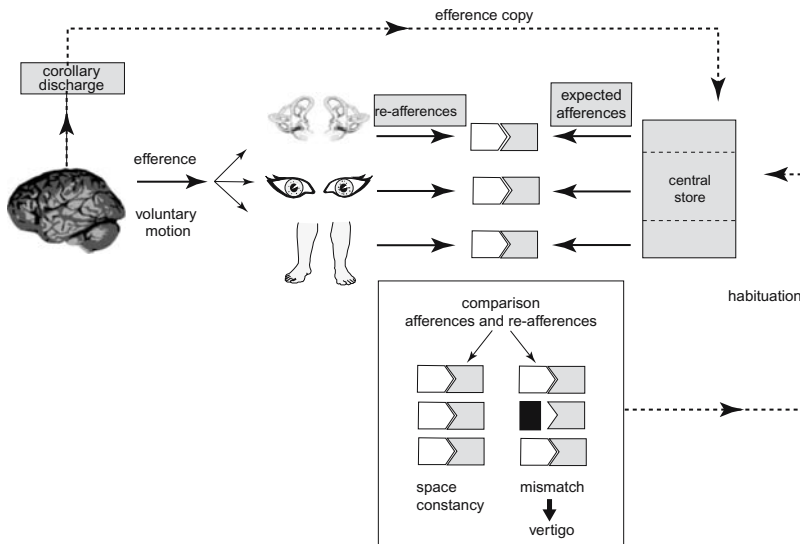 efference copy
corollary
discharge
re-afferences
expected
afferences
efference
voluntary
motion
central
store
habituation
comparison
afferences and re-afferences
space
constancy
mismatch
vertigo